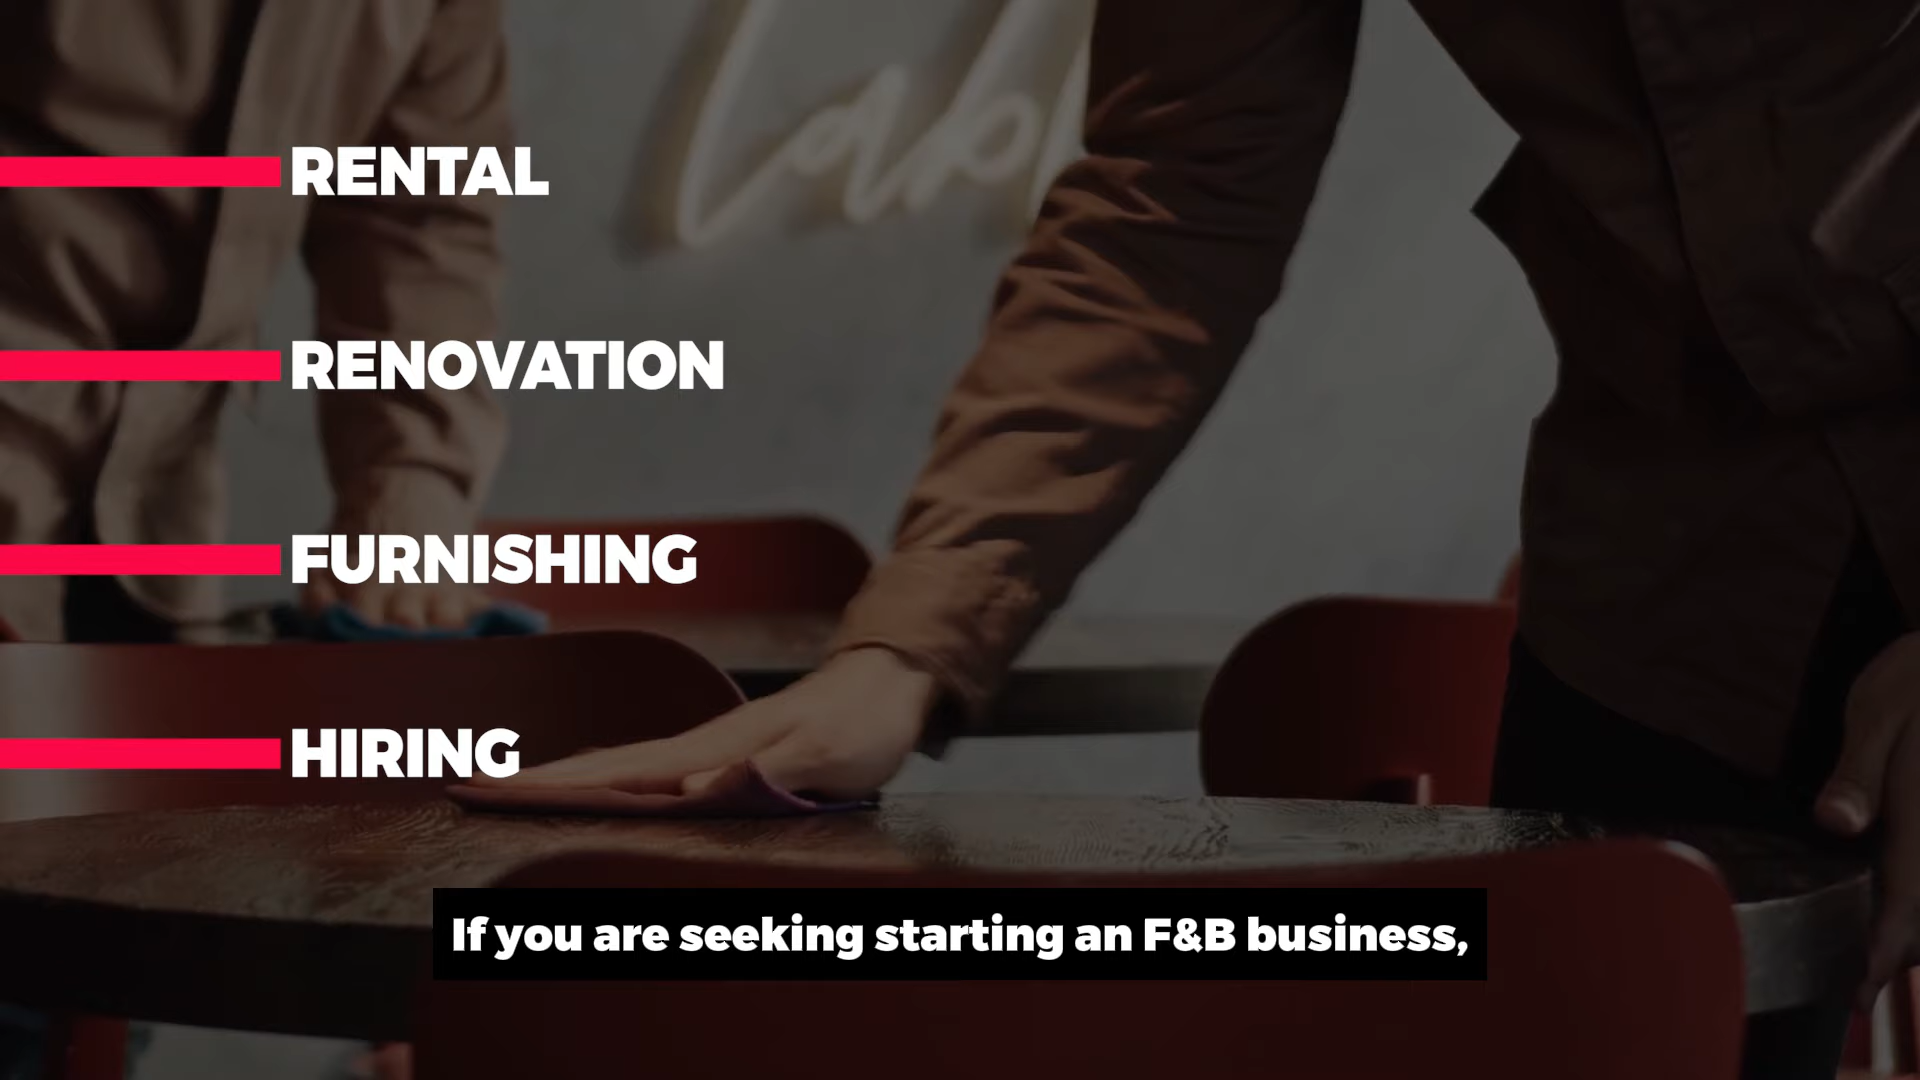 RENTAL
RENOVATION
FURNISHING
HIRING
If you are seeking starting an F&B business,